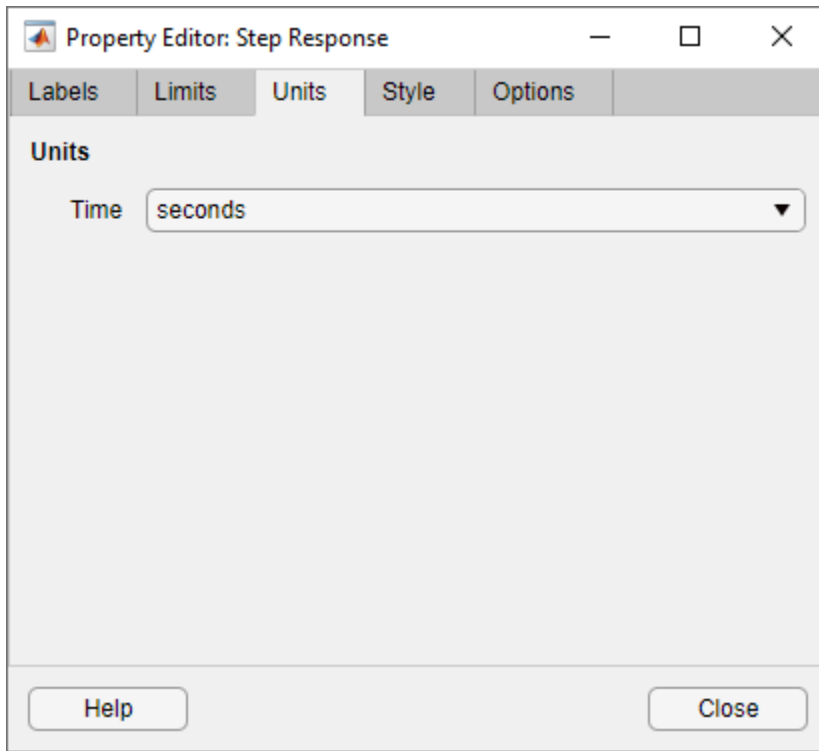 Property Editor: Step Response
Labels Limits Units Style Options
Units
Time seconds
Help Close